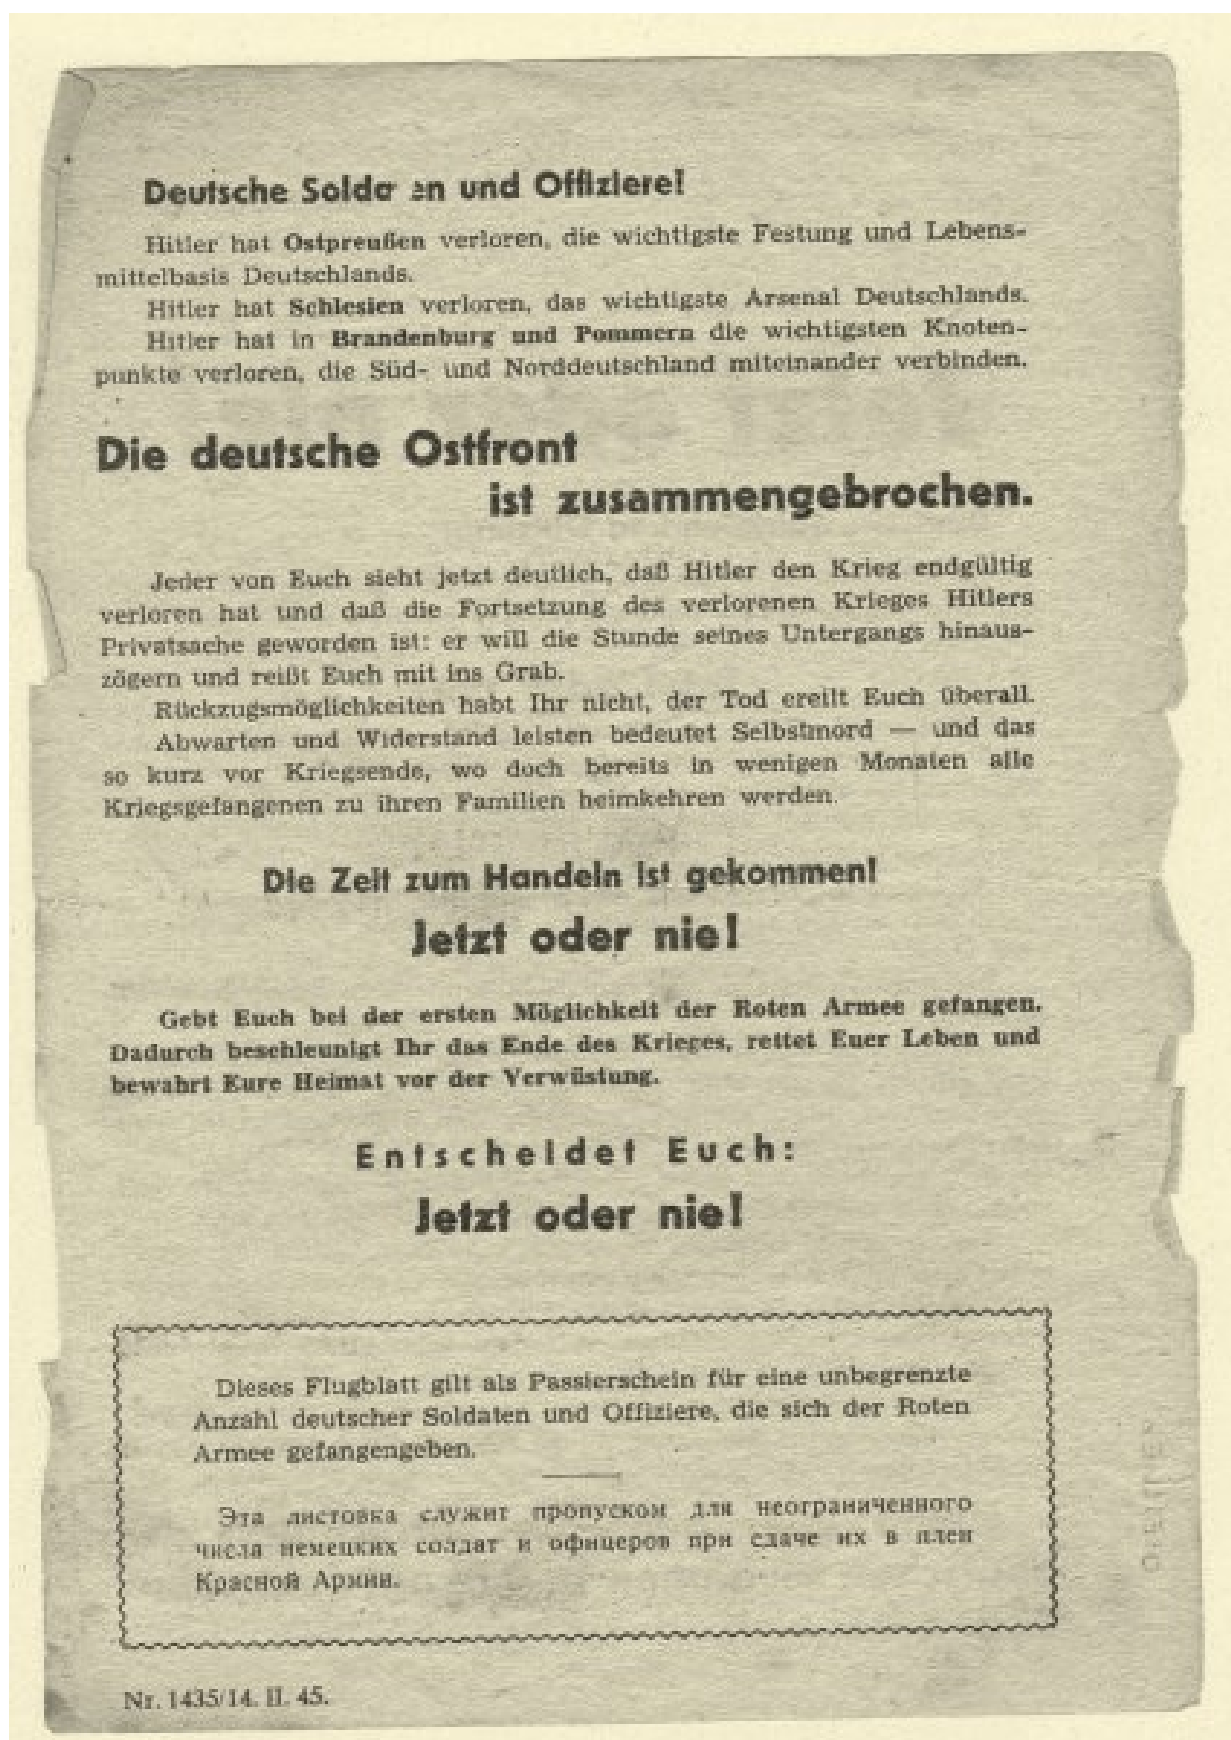 Deutsche Soldaten und Offiziere!
Hitler hat Ostpreußen verloren, die wichtigste Festung und Lebens-
mittelbasis Deutschlands.
Hitler hat Schlesien verloren, das wichtigste Arsenal Deutschlands.
Hitler hat in Brandenburg und Pommern die wichtigsten Knoten-
punkte verloren, die Süd- und Norddeutschland miteinander verbinden.
Die deutsche Ostfront
ist zusammengebrochen.
Jeder von Euch sieht jetzt deutlich, daß Hitler den Krieg endgültig
verloren hat und daß die Fortsetzung des verlorenen Krieges Hitlers
Privatsache geworden ist: er will die Stunde seines Untergangs hinaus-
zögern und reißt Euch mit ins Grab.
Rückzugsmöglichkeiten habt Ihr nicht, der Tod ereilt Euch überall.
Abwarten und Widerstand leisten bedeutet Selbstmord — und das
so kurz vor Kriegsende, wo doch bereits in wenigen Monaten alle
Kriegsgefangenen zu ihren Familien heimkehren werden.
Die Zeit zum Handeln ist gekommen!
Jetzt oder nie!
Gebt Euch bei der ersten Möglichkeit der Roten Armee gefangen.
Dadurch beschleunigt Ihr das Ende des Krieges, rettet Euer Leben und
bewahrt Eure Heimat vor der Verwüstung.
Entscheidet Euch:
Jetzt oder nie!
Dieses Flugblatt gilt als Passierschein für eine unbegrenzte
Anzahl deutscher Soldaten und Offiziere, die sich der Roten
Armee gefangengeben.
Эта листовка служит пропуском для неограниченного
числа немецких солдат и офицеров при сдаче их в плен
Красной Армии.
Nr. 1435/14. II. 45.